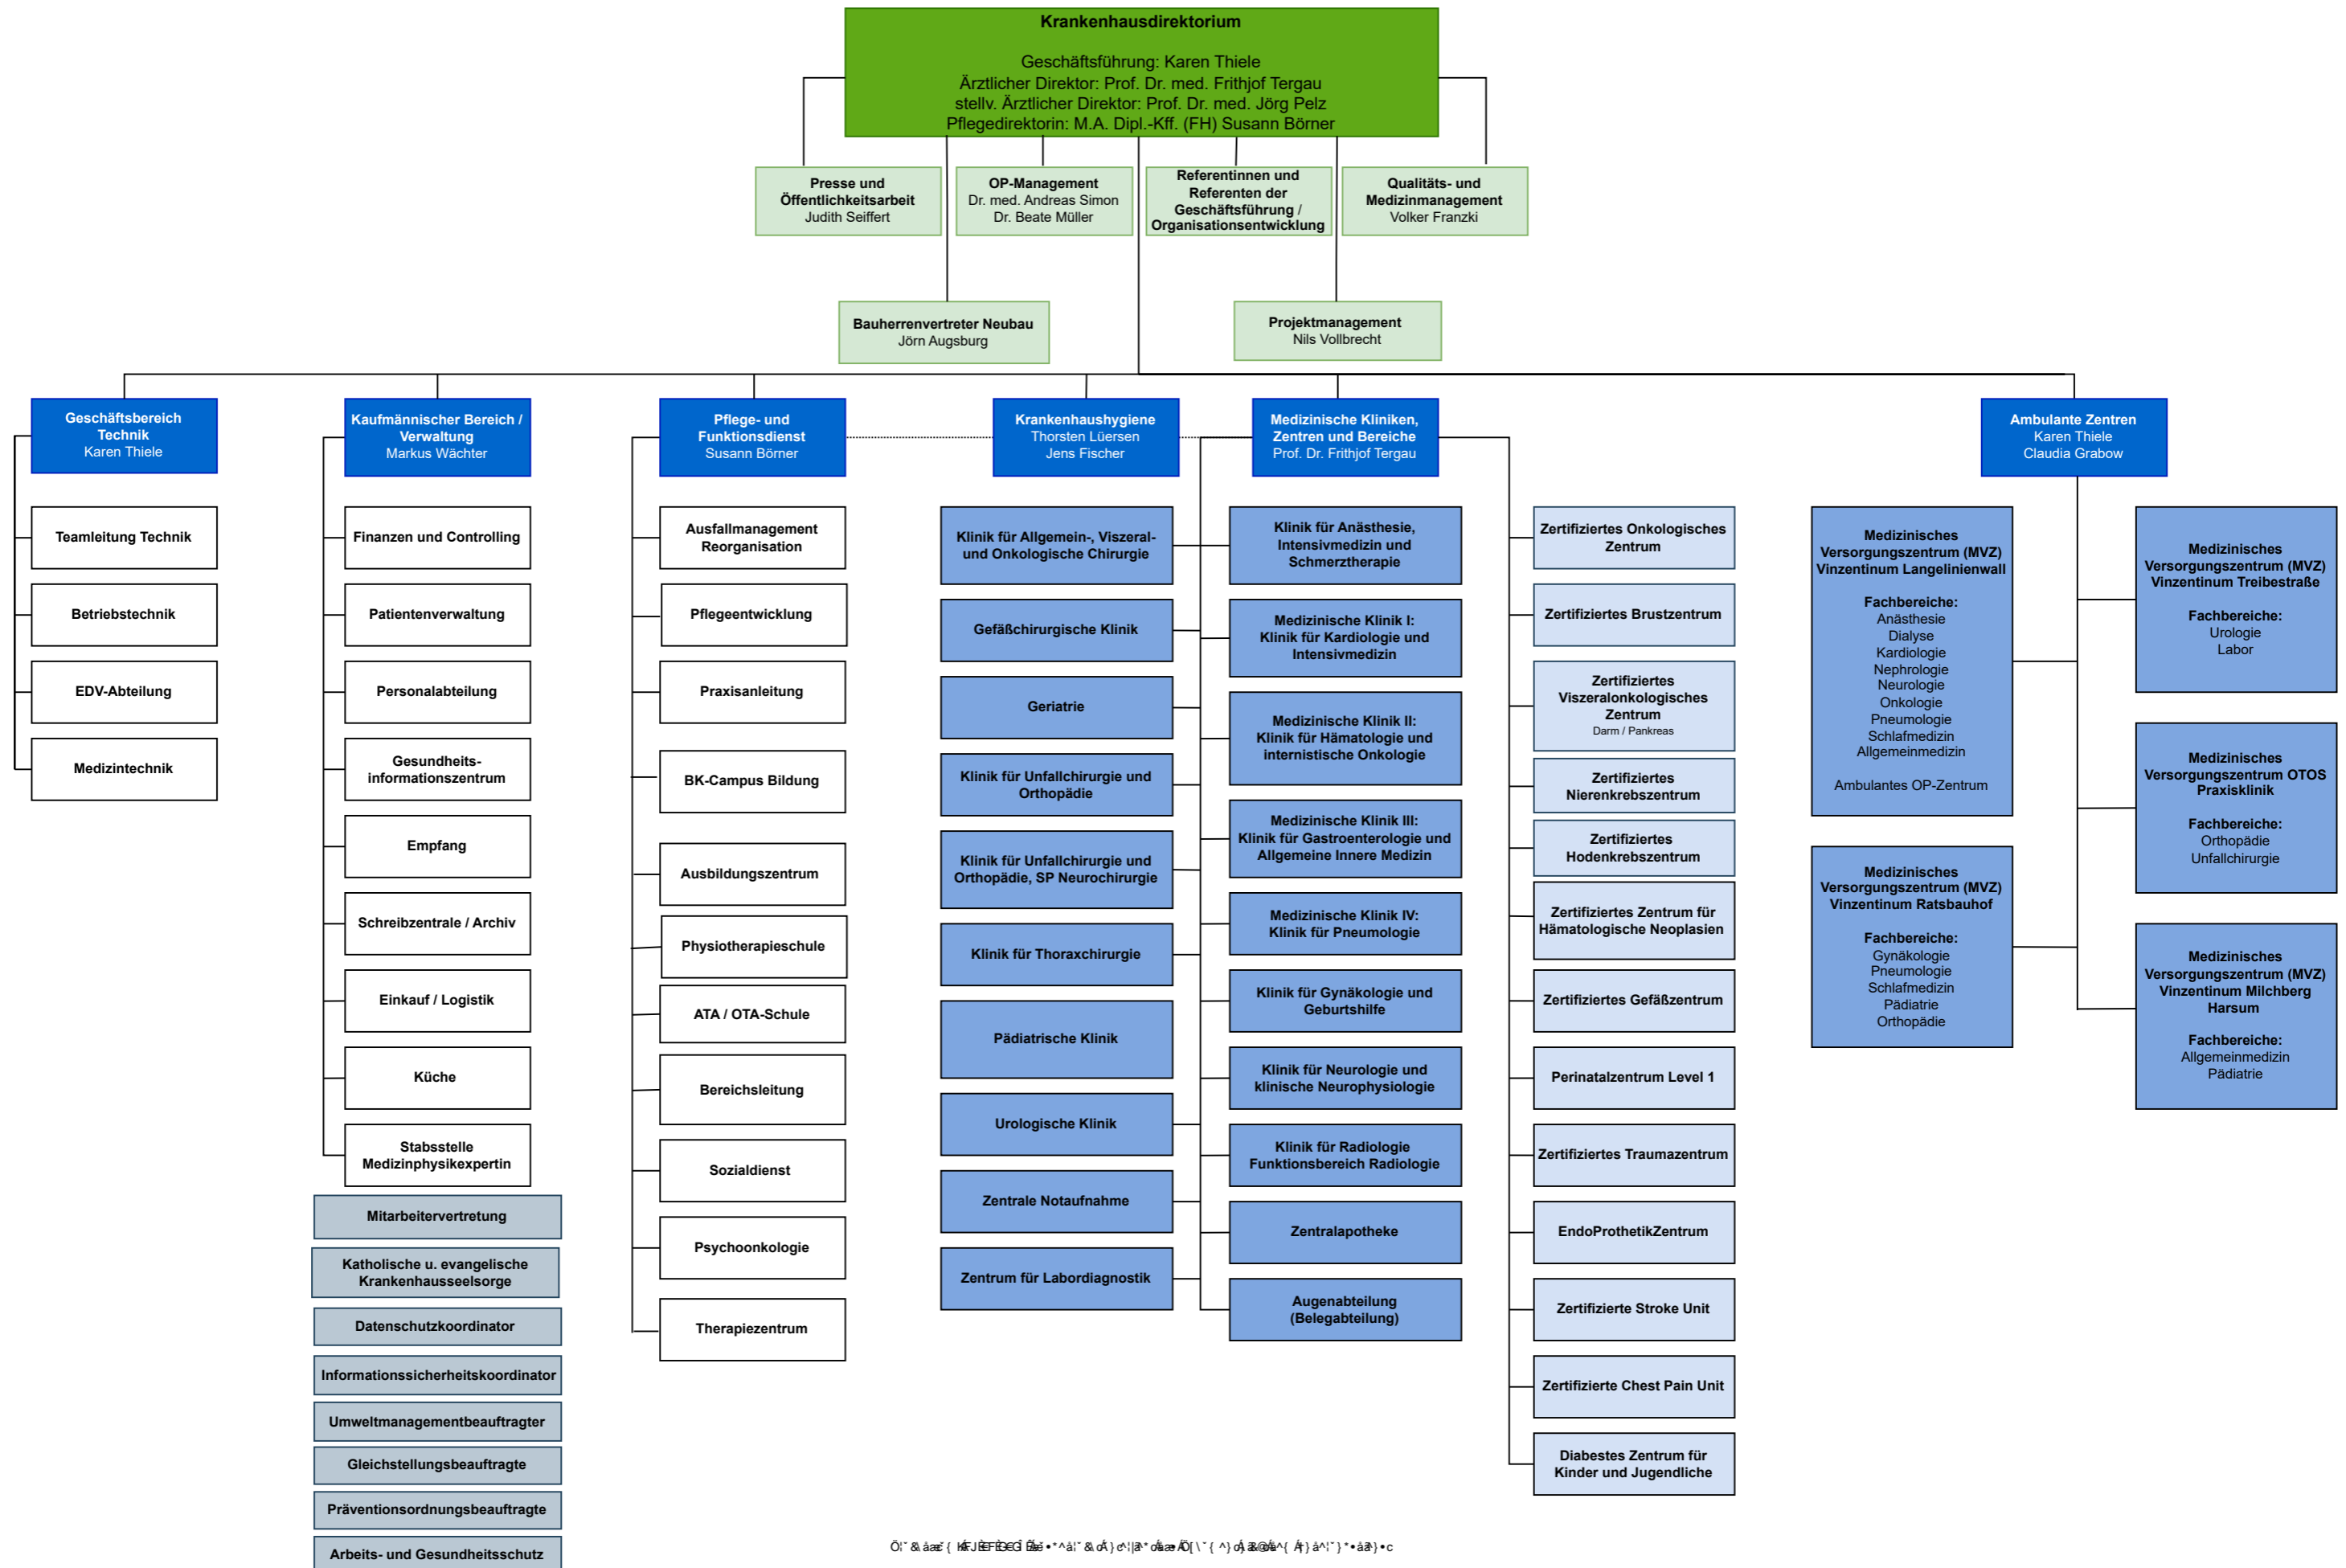 Krankenhausdirektorium
Geschäftsführung: Karen Thiele
Ärztlicher Direktor: Prof. Dr. med. Frithjof Tergau
stellv. Ärztlicher Direktor: Prof. Dr. med. Jörg Pelz
Pflegedirektorin: M.A. Dipl.-Kff. (FH) Susann Börner
Presse und
Öffentlichkeitsarbeit
Judith Seiffert
OP-Management
Dr. med. Andreas Simon
Dr. Beate Müller
Referentinnen und
Referenten der
Geschäftsführung /
Organisationsentwicklung
Qualitäts- und
Medizinmanagement
Volker Franzki
Bauherrenvertreter Neubau
Jörn Augsburg
Projektmanagement
Nils Vollbrecht
Geschäftsbereich
Technik
Karen Thiele
Teamleitung Technik
Betriebstechnik
EDV-Abteilung
Medizintechnik
Kaufmännischer Bereich /
Verwaltung
Markus Wächter
Finanzen und Controlling
Patientenverwaltung
Personalabteilung
Gesundheits-
informationszentrum
Empfang
Schreibzentrale / Archiv
Einkauf / Logistik
Küche
Stabsstelle
Medizinphysikexpertin
Mitarbeitervertretung
Katholische u. evangelische
Krankenhausseelsorge
Datenschutzkoordinator
Informationssicherheitskoordinator
Umweltmanagementbeauftragter
Gleichstellungsbeauftragte
Präventionsordnungsbeauftragte
Arbeits- und Gesundheitsschutz
Pflege- und
Funktionsdienst
Susann Börner
Ausfallmanagement
Reorganisation
Pflegeentwicklung
Praxisanleitung
BK-Campus Bildung
Ausbildungszentrum
Physiotherapieschule
ATA / OTA-Schule
Bereichsleitung
Sozialdienst
Psychoonkologie
Therapiezentrum
Krankenhaushygiene
Thorsten Lüersen
Jens Fischer
Medizinische Kliniken,
Zentren und Bereiche
Prof. Dr. Frithjof Tergau
Klinik für Allgemein-, Viszeral-
und Onkologische Chirurgie
Gefäßchirurgische Klinik
Geriatrie
Klinik für Unfallchirurgie und
Orthopädie
Klinik für Unfallchirurgie und
Orthopädie, SP Neurochirurgie
Klinik für Thoraxchirurgie
Pädiatrische Klinik
Urologische Klinik
Zentrale Notaufnahme
Zentrum für Labordiagnostik
Klinik für Anästhesie,
Intensivmedizin und
Schmerztherapie
Medizinische Klinik I:
Klinik für Kardiologie und
Intensivmedizin
Medizinische Klinik II:
Klinik für Hämatologie und
internistische Onkologie
Medizinische Klinik III:
Klinik für Gastroenterologie und
Allgemeine Innere Medizin
Medizinische Klinik IV:
Klinik für Pneumologie
Klinik für Gynäkologie und
Geburtshilfe
Klinik für Neurologie und
klinische Neurophysiologie
Klinik für Radiologie
Funktionsbereich Radiologie
Zentralapotheke
Augenabteilung
(Belegabteilung)
Zertifiziertes Onkologisches
Zentrum
Zertifiziertes Brustzentrum
Zertifiziertes
Viszeralonkologisches
Zentrum
Darm / Pankreas
Zertifiziertes
Nierenkrebszentrum
Zertifiziertes
Hodenkrebszentrum
Zertifiziertes Zentrum für
Hämatologische Neoplasien
Zertifiziertes Gefäßzentrum
Perinatalzentrum Level 1
Zertifiziertes Traumazentrum
EndoProthetikZentrum
Zertifizierte Stroke Unit
Zertifizierte Chest Pain Unit
Diabestes Zentrum für
Kinder und Jugendliche
Ambulante Zentren
Karen Thiele
Claudia Grabow
Medizinisches
Versorgungszentrum (MVZ)
Vinzentinum Langelinienwall
Fachbereiche:
Anästhesie
Dialyse
Kardiologie
Nephrologie
Neurologie
Onkologie
Pneumologie
Schlafmedizin
Allgemeinmedizin
Ambulantes OP-Zentrum
Medizinisches
Versorgungszentrum (MVZ)
Vinzentinum Ratsbauhof
Fachbereiche:
Gynäkologie
Pneumologie
Schlafmedizin
Pädiatrie
Orthopädie
Medizinisches
Versorgungszentrum (MVZ)
Vinzentinum Treibestraße
Fachbereiche:
Urologie
Labor
Medizinisches
Versorgungszentrum OTOS
Praxisklinik
Fachbereiche:
Orthopädie
Unfallchirurgie
Medizinisches
Versorgungszentrum (MVZ)
Vinzentinum Milchberg
Harsum
Fachbereiche:
Allgemeinmedizin
Pädiatrie